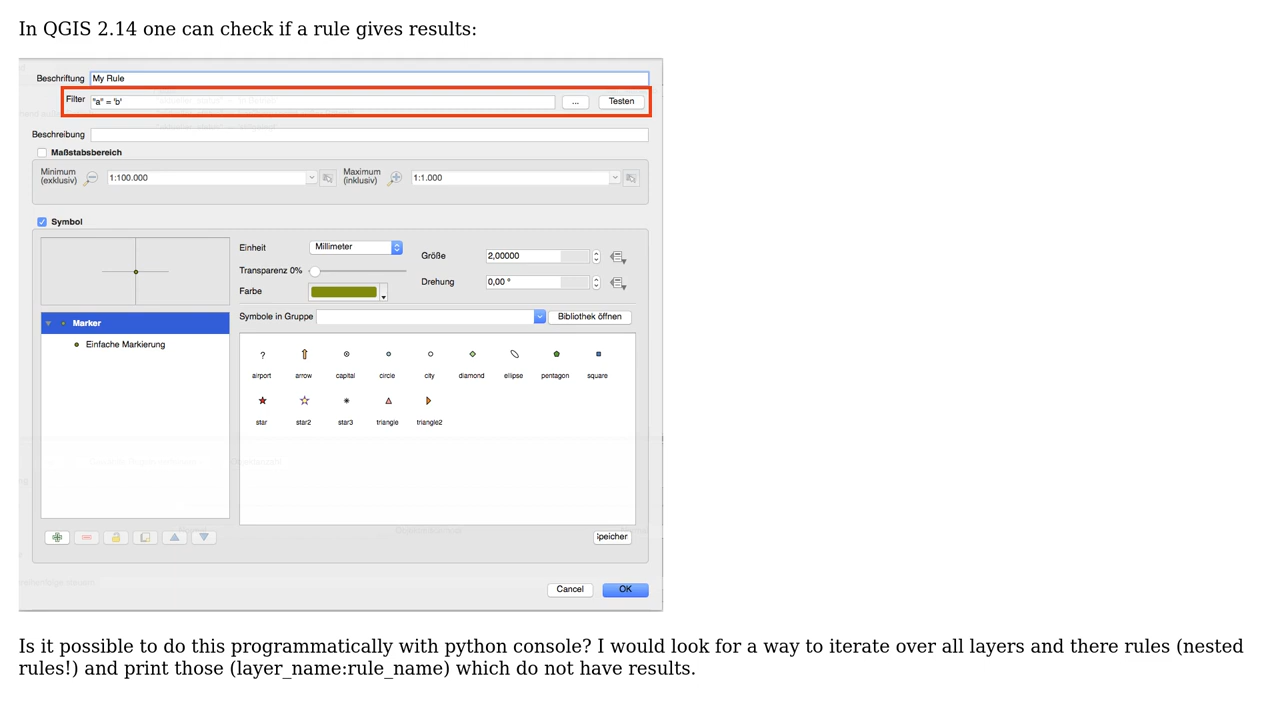 In QGIS 2.14 one can check if a rule gives results:
Beschriftung My Rule
Filter "a" = 'b' ... Testen
Beschreibung
Maßstabsbereich
Minimum (exklusiv) 1:100.000 Maximum (inklusiv) 1:1.000
Symbol
Einheit Millimeter
Größe 2,00000
Transparenz 0%
Drehung 0,00 °
Farbe
Symbole in Gruppe Bibliothek öffnen
Marker
Einfache Markierung
? 
airport arrow capital circle city diamond ellipse pentagon square
star star2 star3 triangle triangle2
Speicher
Cancel OK
Is it possible to do this programmatically with python console? I would look for a way to iterate over all layers and there rules (nested
rules!) and print those (layer_name:rule_name) which do not have results.